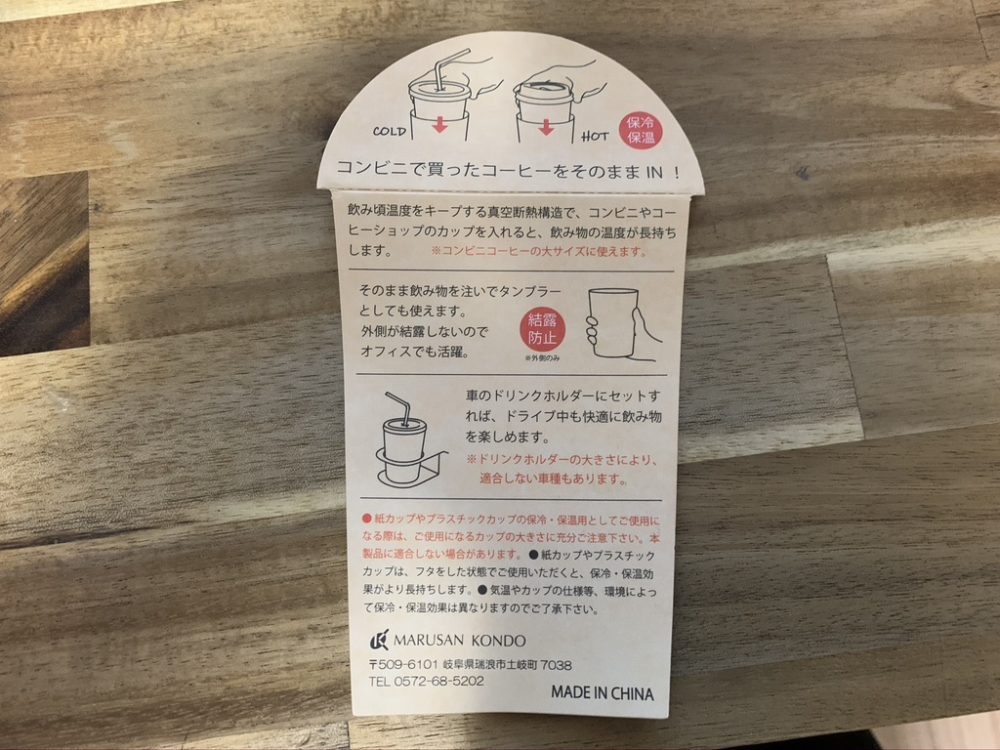 COLD
HOT
保冷
保温
コンビニで買ったコーヒーをそのまま IN ！
飲み頃温度をキープする真空断熱構造で、コンビニやコー
ヒーショップのカップを入れると、飲み物の温度が長持ち
します。 ※コンビニコーヒーの大サイズに使えます。
そのまま飲み物を注いでタンブラー
としても使えます。
外側が結露しないので
オフィスでも活躍。
結露
防止
※外側のみ
車のドリンクホルダーにセットす
れば、ドライブ中も快適に飲み物
を楽しめます。
※ドリンクホルダーの大きさにより、
適合しない車種もあります。
●紙カップやプラスチックカップの保冷・保温用としてご使用に
なる際は、ご使用になるカップの大きさに充分ご注意下さい。本
製品に適合しない場合があります。●紙カップやプラスチック
カップは、フタをした状態でご使用いただくと、保冷・保温効
果がより長持ちします。●気温やカップの仕様等、環境によっ
て保冷・保温効果は異なりますのでご了承下さい。
MARUSAN KONDO
〒509-6101 岐阜県瑞浪市土岐町 7038
TEL 0572-68-5202
MADE IN CHINA